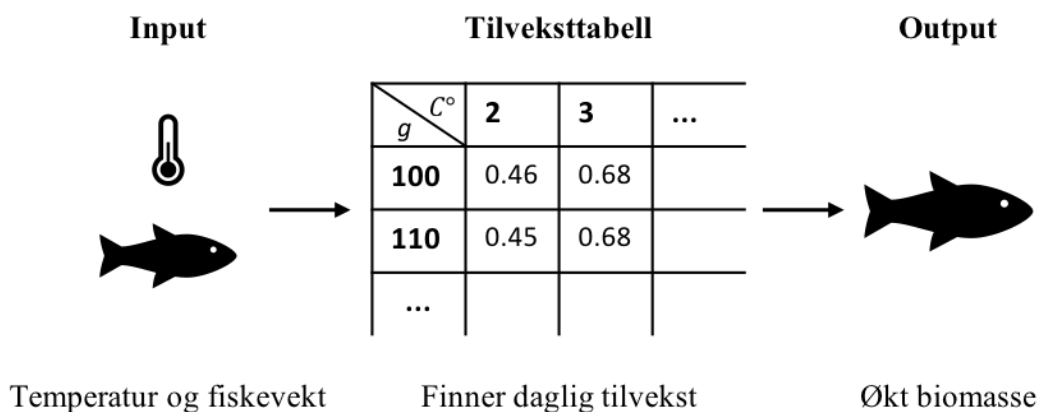 Input Tilveksttabell Output
C°
g 2 3 ...
100 0.46 0.68
110 0.45 0.68
...
Temperatur og fiskevekt Finner daglig tilvekst Økt biomasse